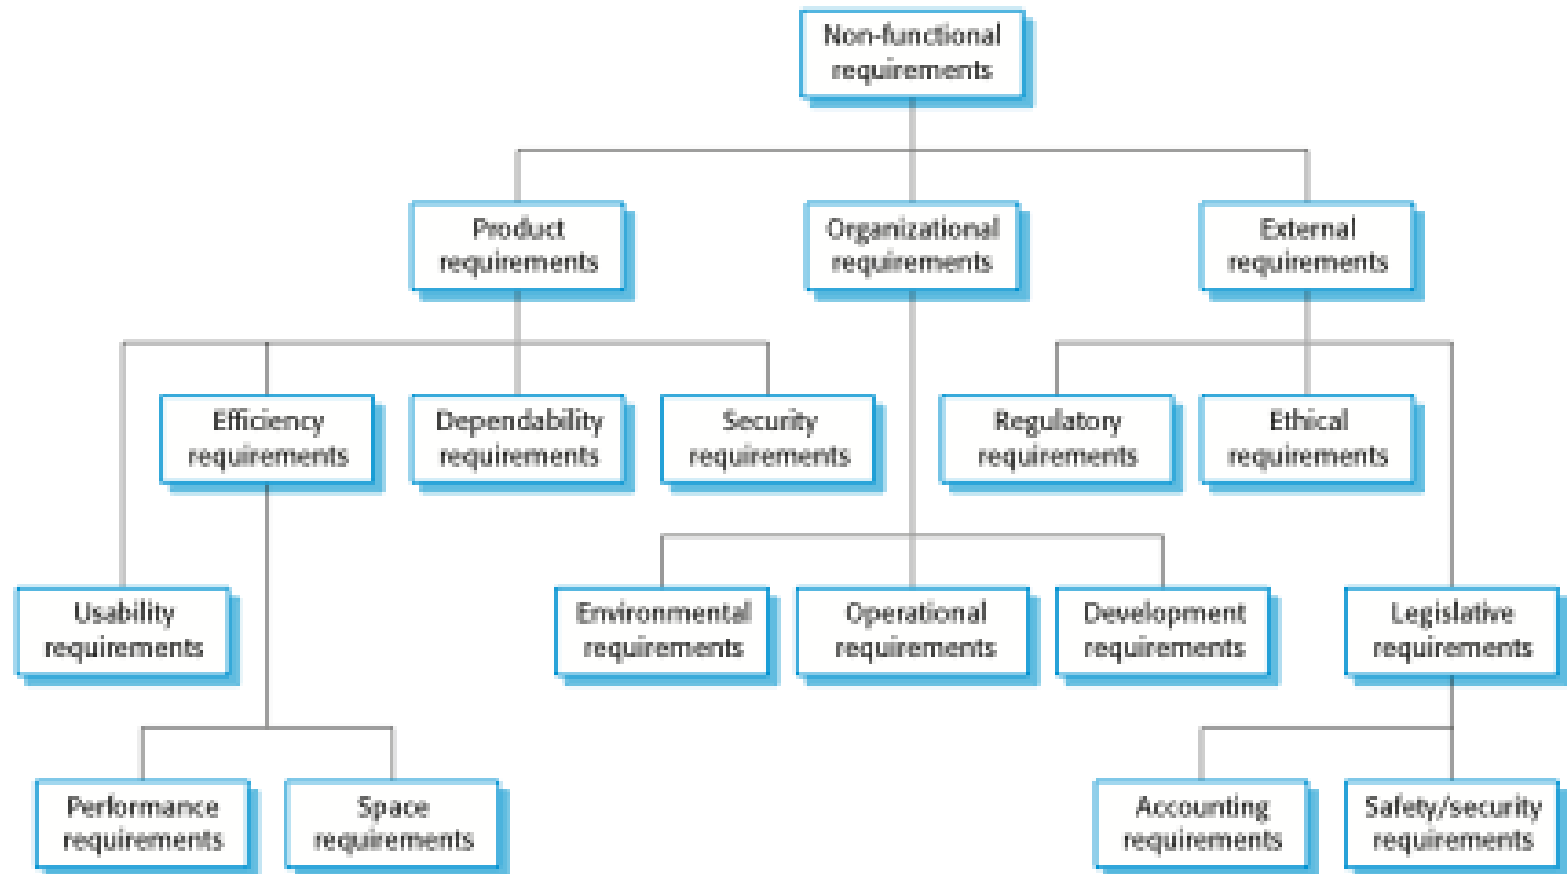 Non-functional
requirements
Product
requirements
Organizational
requirements
External
requirements
Efficiency
requirements
Dependability
requirements
Security
requirements
Regulatory
requirements
Ethical
requirements
Usability
requirements
Environmental
requirements
Operational
requirements
Development
requirements
Legislative
requirements
Performance
requirements
Space
requirements
Accounting
requirements
Safety/security
requirements